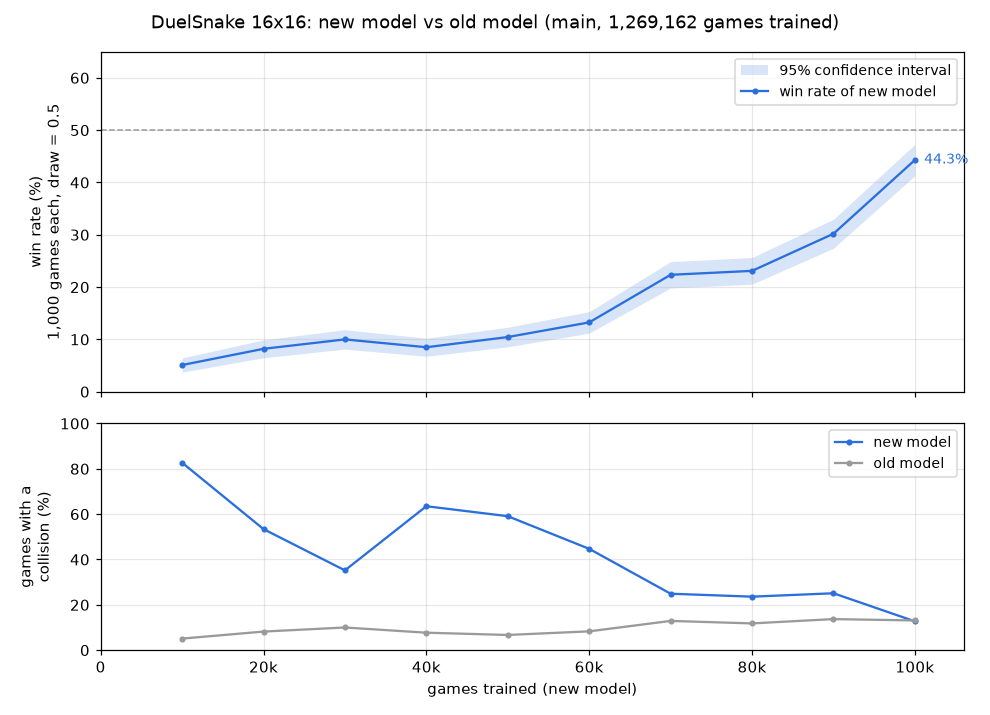 DuelSnake 16x16: new model vs old model (main, 1,269,162 games trained)
win rate (%)
1,000 games each, draw = 0.5
60
50
40
30
20
10
0
95% confidence interval
win rate of new model
44.3%
games with a
collision (%)
100
80
60
40
20
0
new model
old model
0
20k
40k
60k
80k
100k
games trained (new model)